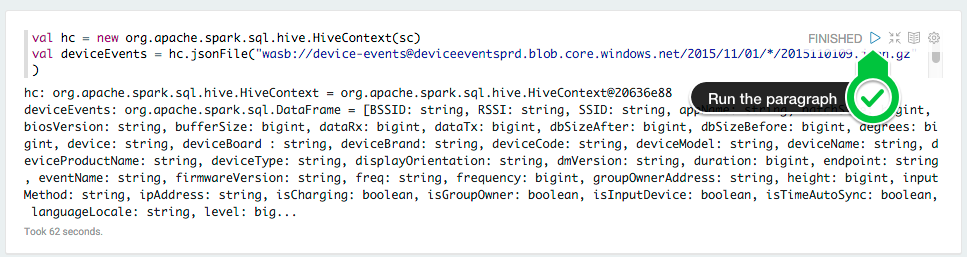 val hc = new org.apache.spark.sql.hive.HiveContext(sc)
FINISHED
val deviceEvents = hc.jsonFile("wasb://device-events@deviceeventsprd.blob.core.windows.net/2015/11/01/*/2015110109. .gz"
)
hc: org.apache.spark.sql.hive.HiveContext = org.apache.spark.sql.hive.HiveContext@20636e88
Run the paragraph
deviceEvents: org.apache.spark.sql.DataFrame = [BSSID: string, RSSI: string, SSID: string, string, bigint,
biosVersion: string, bufferSize: bigint, dataRx: bigint, dataTx: bigint, dbSizeAfter: bigint, dbSizeBefore: bigint, degrees: bi
gint, device: string, deviceBoard : string, deviceBrand: string, deviceCode: string, deviceModel: string, deviceName: string, d
eviceProductName: string, deviceType: string, displayOrientation: string, dmVersion: string, duration: bigint, endpoint: string
, eventName: string, firmwareVersion: string, freq: string, frequency: bigint, groupOwnerAddress: string, height: bigint, input
Method: string, ipAddress: string, isCharging: boolean, isGroupOwner: boolean, isInputDevice: boolean, isTimeAutoSync: boolean,
languageLocale: string, level: big...
Took 62 seconds.